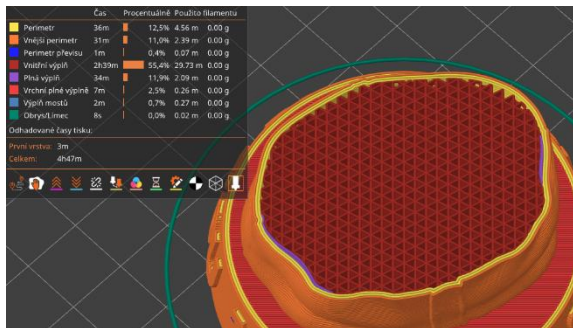 Čas Procentuálně Použito filamentu
Perimetr 36m 12,5% 4.56 m 0.00 g
Vnější perimetr 31m 11,0% 2.39 m 0.00 g
Perimetr převisu 1m 0,4% 0.07 m 0.00 g
Vnitřní výplň 2h39m 55,4% 29.73 m 0.00 g
Plná výplň 34m 11,9% 2.09 m 0.00 g
Vrchní plné výplně 7m 2,5% 0.26 m 0.00 g
Výplň mostů 2m 0,7% 0.27 m 0.00 g
Obrys/Límec 8s 0,0% 0.02 m 0.00 g
Odhadované časy tisku:
První vrstva: 3m
Celkem: 4h47m